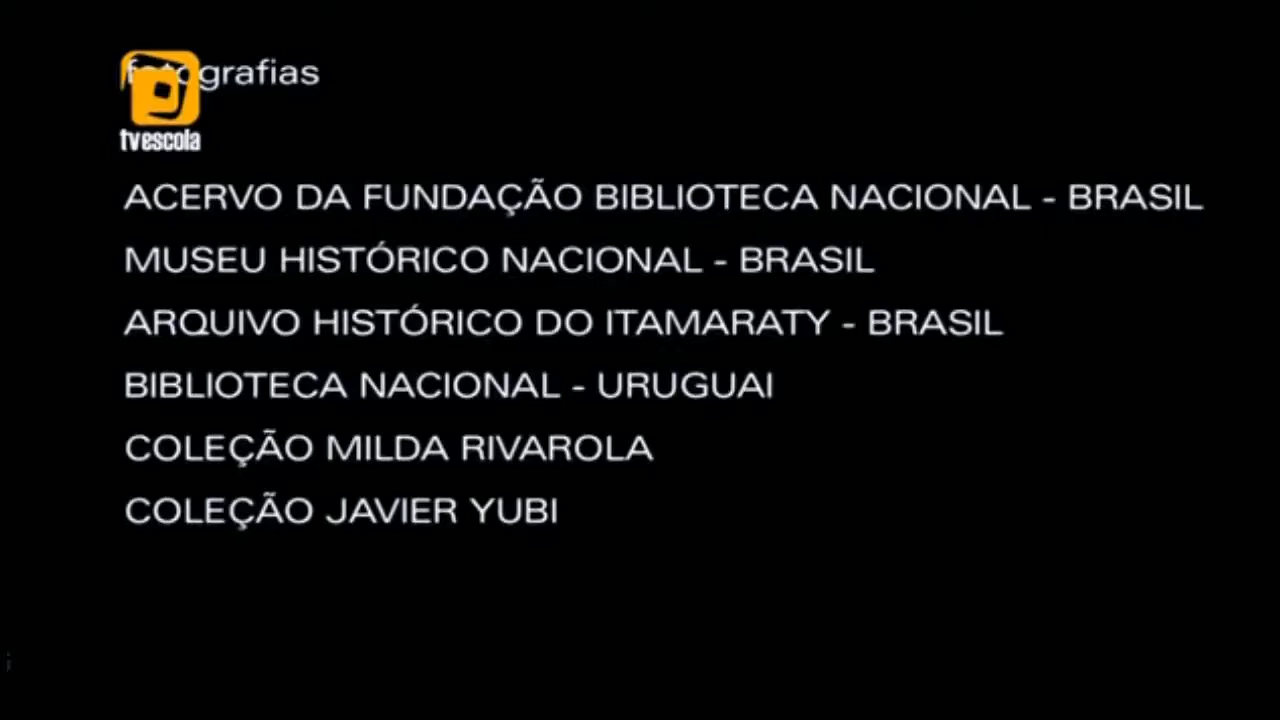 fotografias
tvescola
ACERVO DA FUNDAÇÃO BIBLIOTECA NACIONAL - BRASIL
MUSEU HISTÓRICO NACIONAL - BRASIL
ARQUIVO HISTÓRICO DO ITAMARATY - BRASIL
BIBLIOTECA NACIONAL - URUGUAI
COLEÇÃO MILDA RIVAROLA
COLEÇÃO JAVIER YUBI